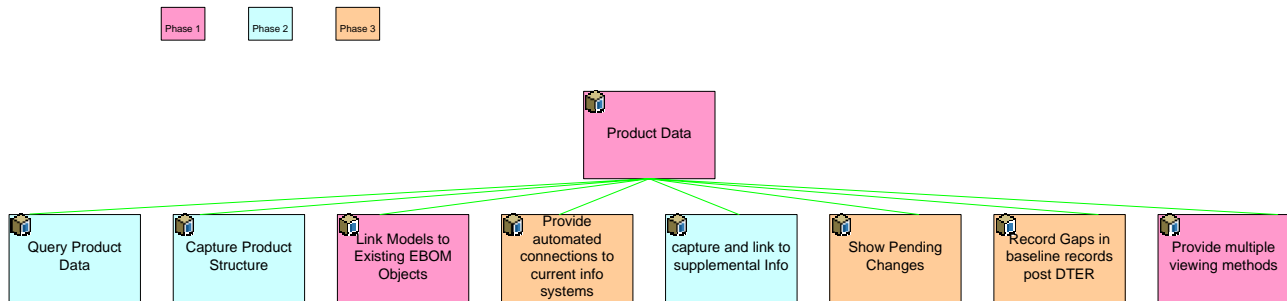 Phase 1
Phase 2
Phase 3
Product Data
Query Product
Data
Capture Product
Structure
Link Models to
Existing EBOM
Objects
Provide
automated
connections to
current info
systems
capture and link to
supplemental Info
Show Pending
Changes
Record Gaps in
baseline records
post DTER
Provide multiple
viewing methods